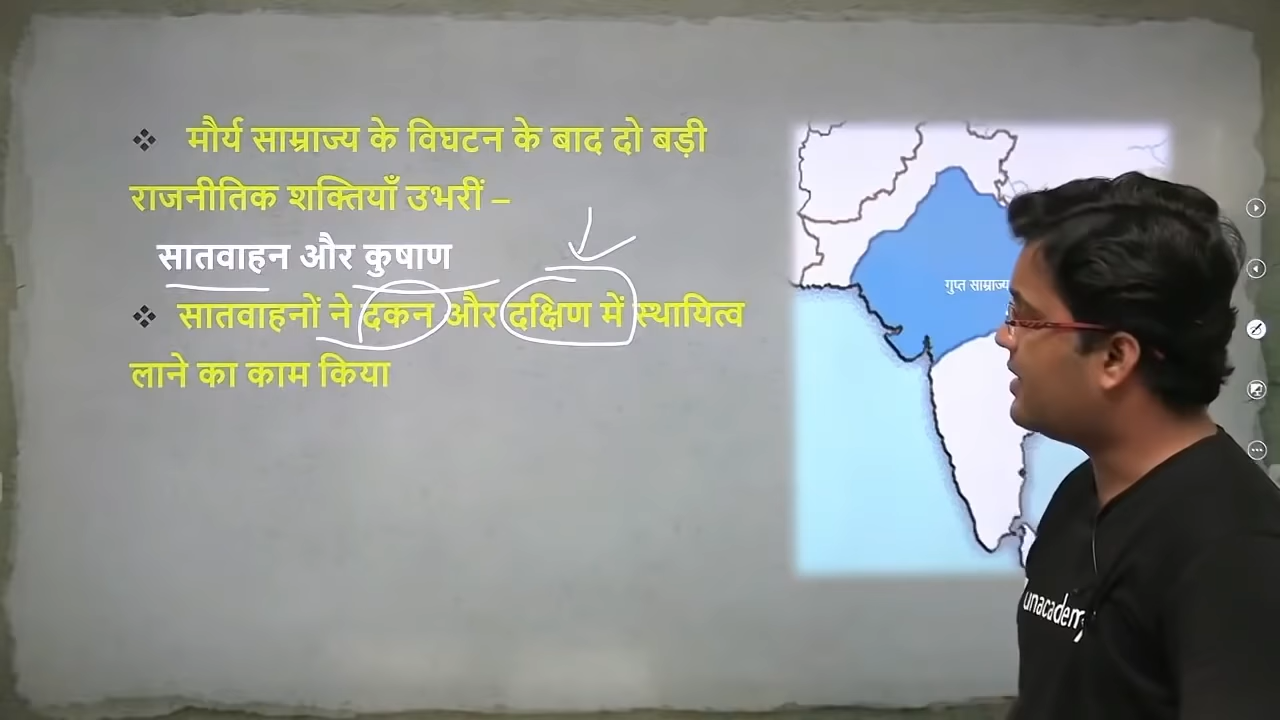 ❖ मौर्य साम्राज्य के विघटन के बाद दो बड़ी
राजनीतिक शक्तियाँ उभरीं –
सातवाहन और कुषाण
❖ सातवाहनों ने दकन और दक्षिण में स्थायित्व
लाने का काम किया
गुप्त साम्राज्य
unacademy